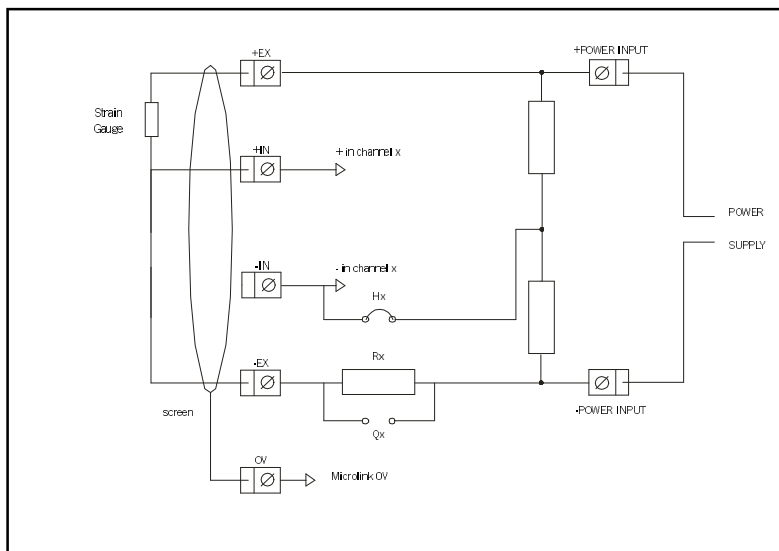 +EX
+POWER INPUT
Strain
Gauge
+IN
+ in channel x
POWER
SUPPLY
-IN
- in channel x
Hx
-EX
Rx
screen
Qx
-POWER INPUT
0V
Microlink 0V